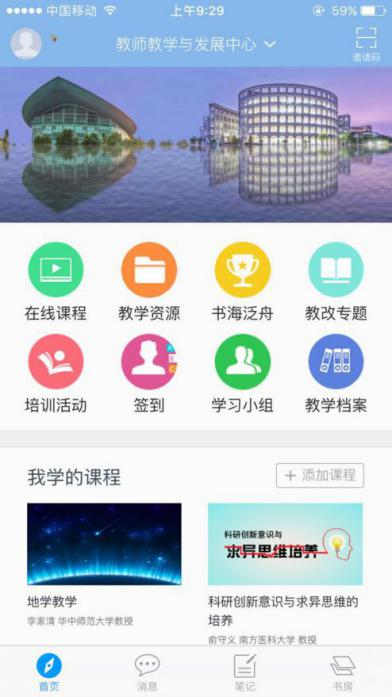 中国移动 上午9:29 59%
教师教学与发展中心
邀请码
在线课程 教学资源 书海泛舟 教改专题
培训活动 签到 学习小组 教学档案
我学的课程 + 添加课程
科研创新意识与
求异思维培养
地学教学
李家清 华中师范大学教授
科研创新意识与求异思维的
培养
俞守义 南方医科大学 教授
首页 消息 笔记 书房